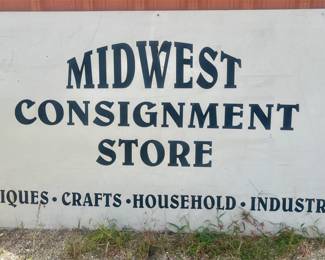 MIDWEST
CONSIGNMENT
STORE
IQUES • CRAFTS • HOUSEHOLD • INDUSTR